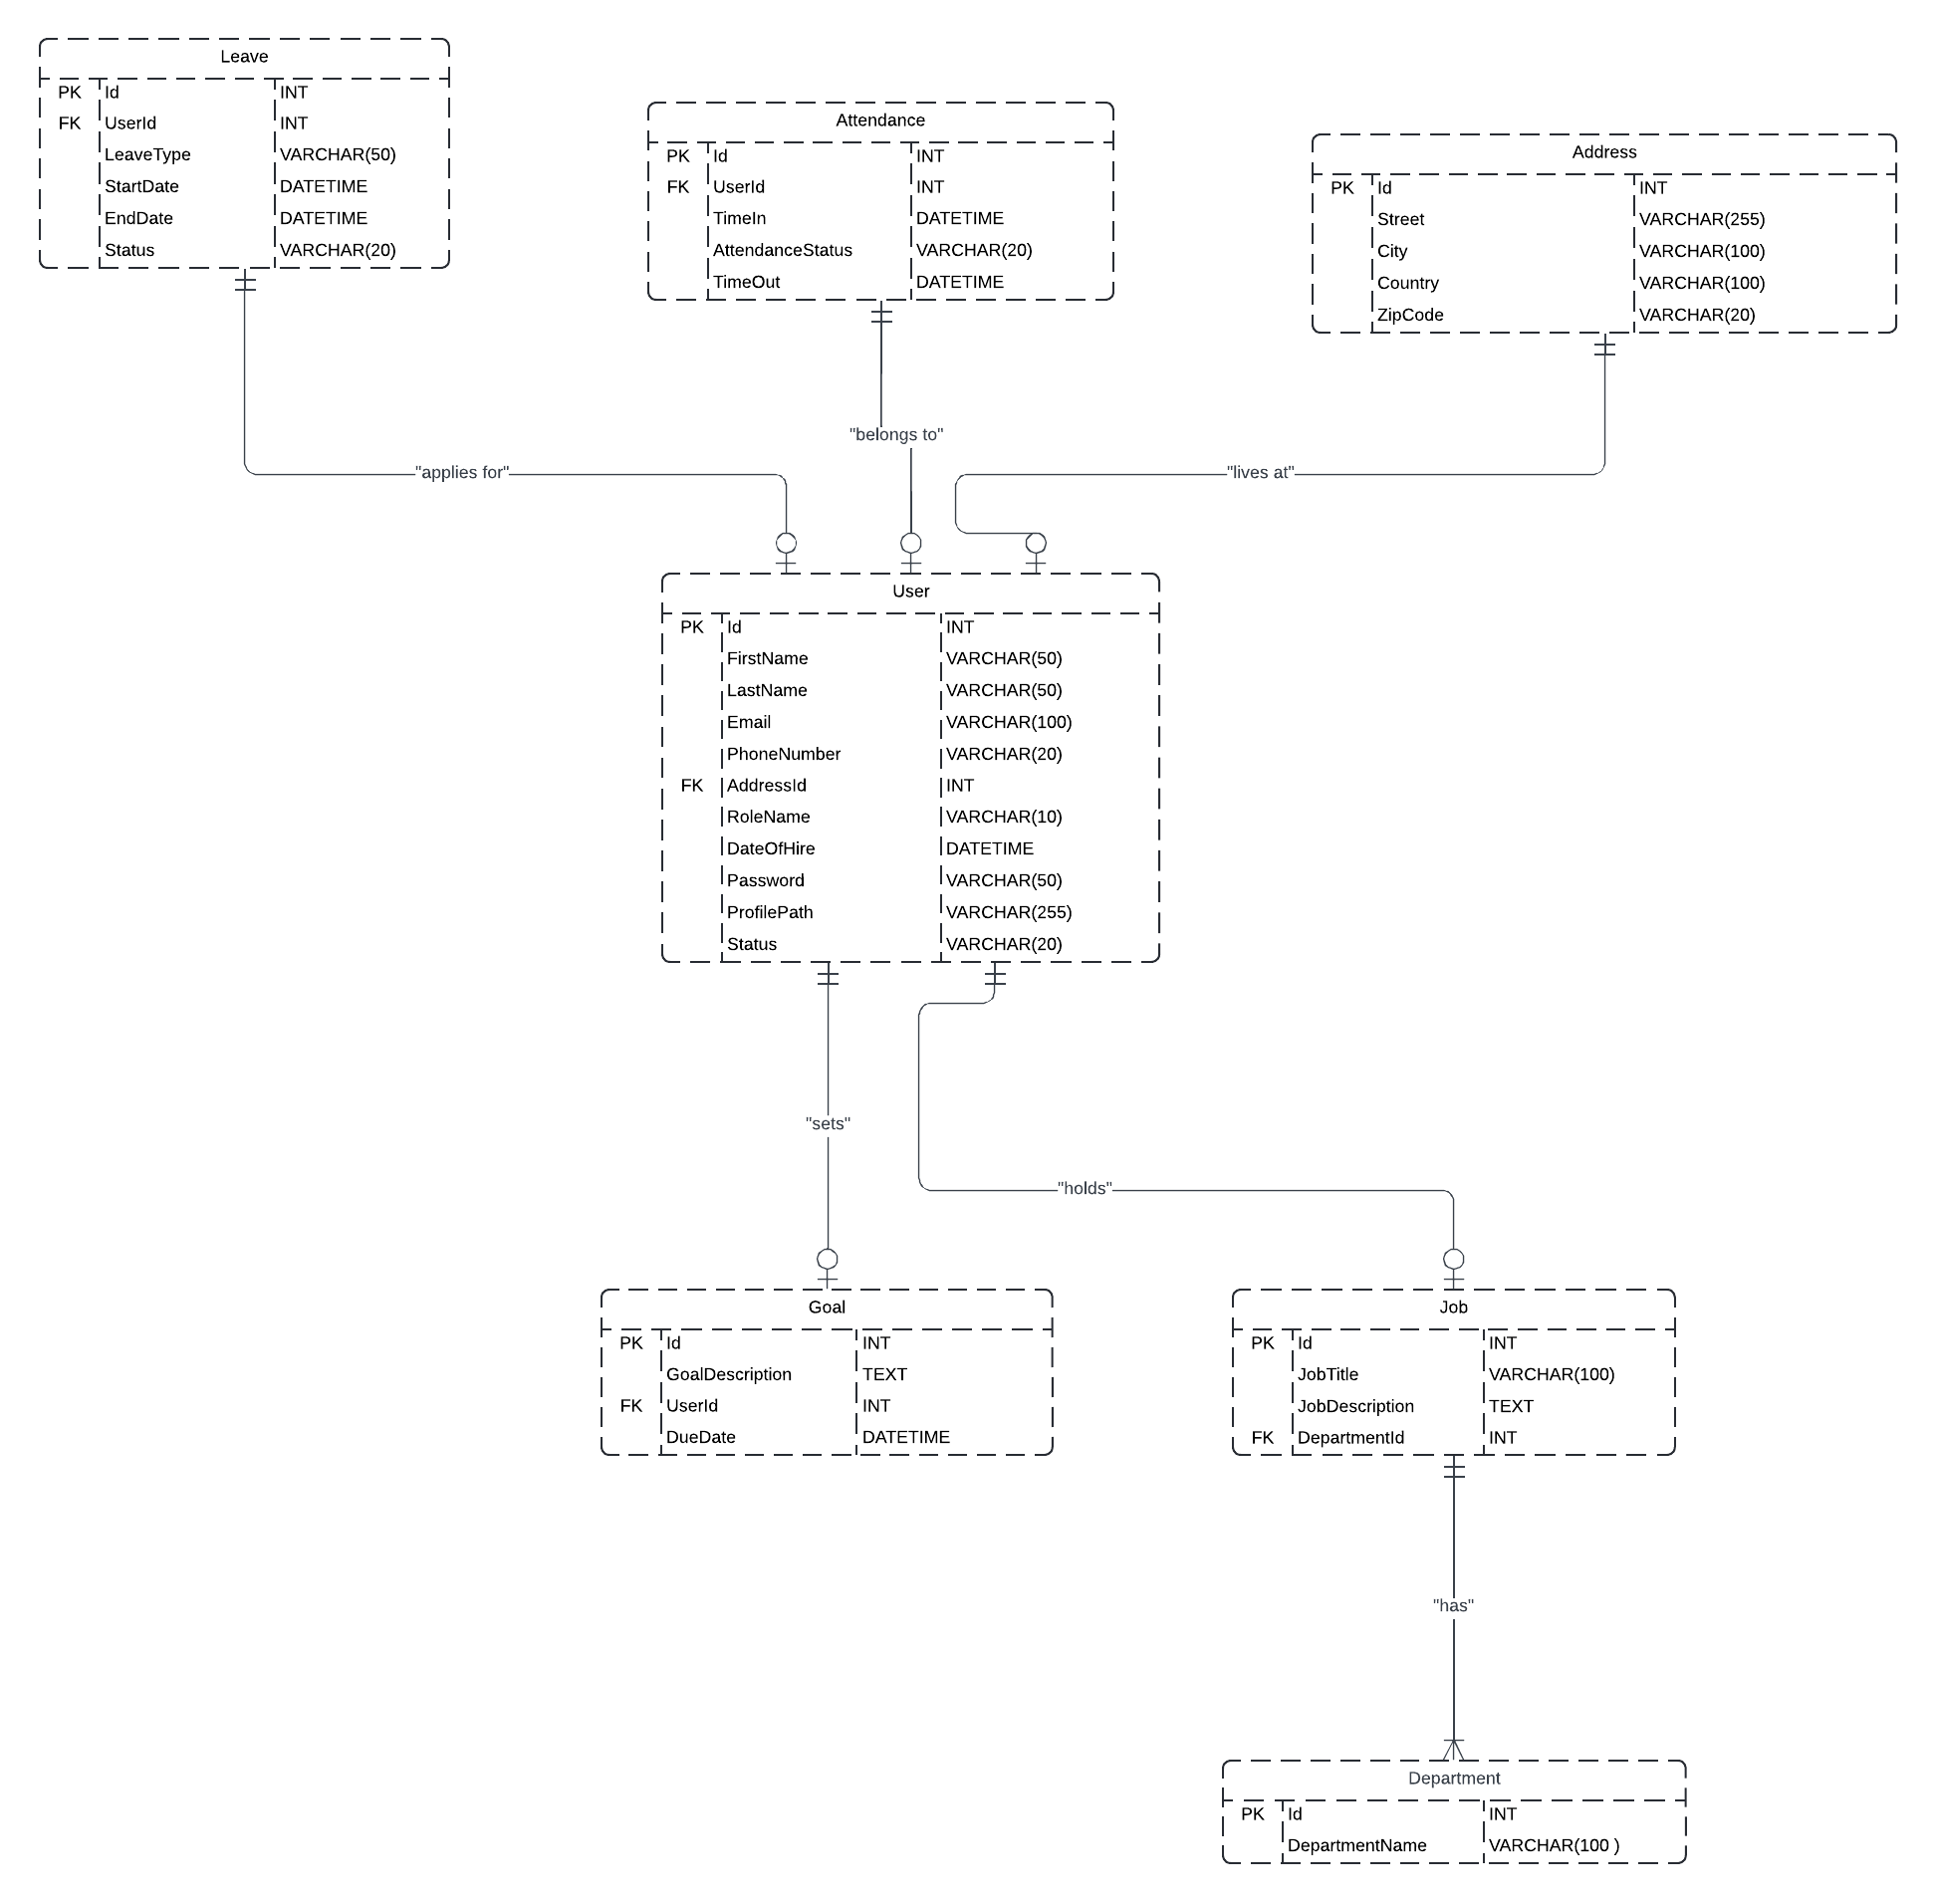 Leave
PK Id INT
FK UserId INT
LeaveType VARCHAR(50)
StartDate DATETIME
EndDate DATETIME
Status VARCHAR(20)
Attendance
PK Id INT
FK UserId INT
TimeIn DATETIME
AttendanceStatus VARCHAR(20)
TimeOut DATETIME
Address
PK Id INT
Street VARCHAR(255)
City VARCHAR(100)
Country VARCHAR(100)
ZipCode VARCHAR(20)
"belongs to"
"applies for"
"lives at"
User
PK Id INT
FirstName VARCHAR(50)
LastName VARCHAR(50)
Email VARCHAR(100)
PhoneNumber VARCHAR(20)
FK AddressId INT
RoleName VARCHAR(10)
DateOfHire DATETIME
Password VARCHAR(50)
ProfilePath VARCHAR(255)
Status VARCHAR(20)
"sets"
"holds"
Goal
PK Id INT
GoalDescription TEXT
FK UserId INT
DueDate DATETIME
Job
PK Id INT
JobTitle VARCHAR(100)
JobDescription TEXT
FK DepartmentId INT
"has"
Department
PK Id INT
DepartmentName VARCHAR(100 )